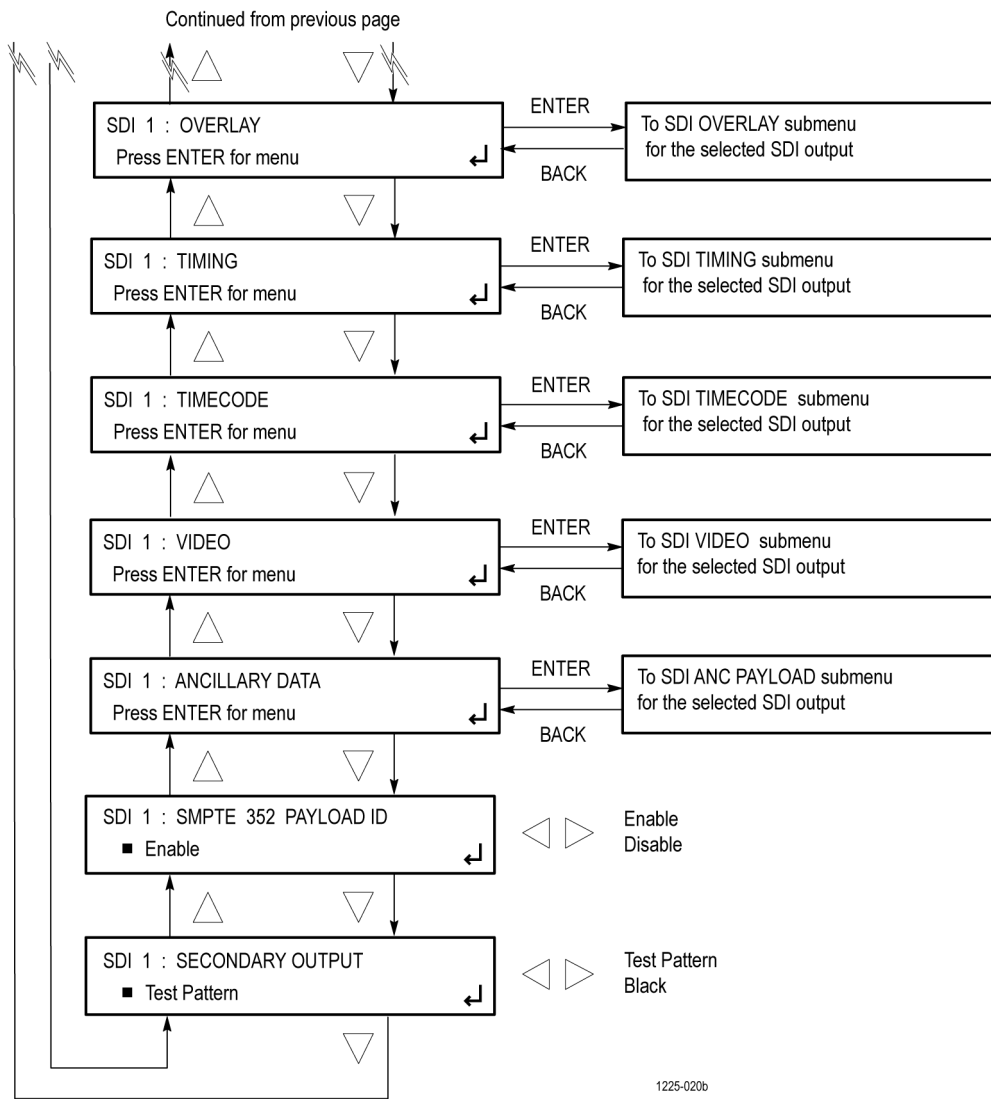 Continued from previous page
SDI 1 : OVERLAY
Press ENTER for menu
ENTER
BACK
To SDI OVERLAY submenu
for the selected SDI output
SDI 1 : TIMING
Press ENTER for menu
ENTER
BACK
To SDI TIMING submenu
for the selected SDI output
SDI 1 : TIMECODE
Press ENTER for menu
ENTER
BACK
To SDI TIMECODE submenu
for the selected SDI output
SDI 1 : VIDEO
Press ENTER for menu
ENTER
BACK
To SDI VIDEO submenu
for the selected SDI output
SDI 1 : ANCILLARY DATA
Press ENTER for menu
ENTER
BACK
To SDI ANC PAYLOAD submenu
for the selected SDI output
SDI 1 : SMPTE 352 PAYLOAD ID
■ Enable
Enable
Disable
SDI 1 : SECONDARY OUTPUT
■ Test Pattern
Test Pattern
Black
1225-020b